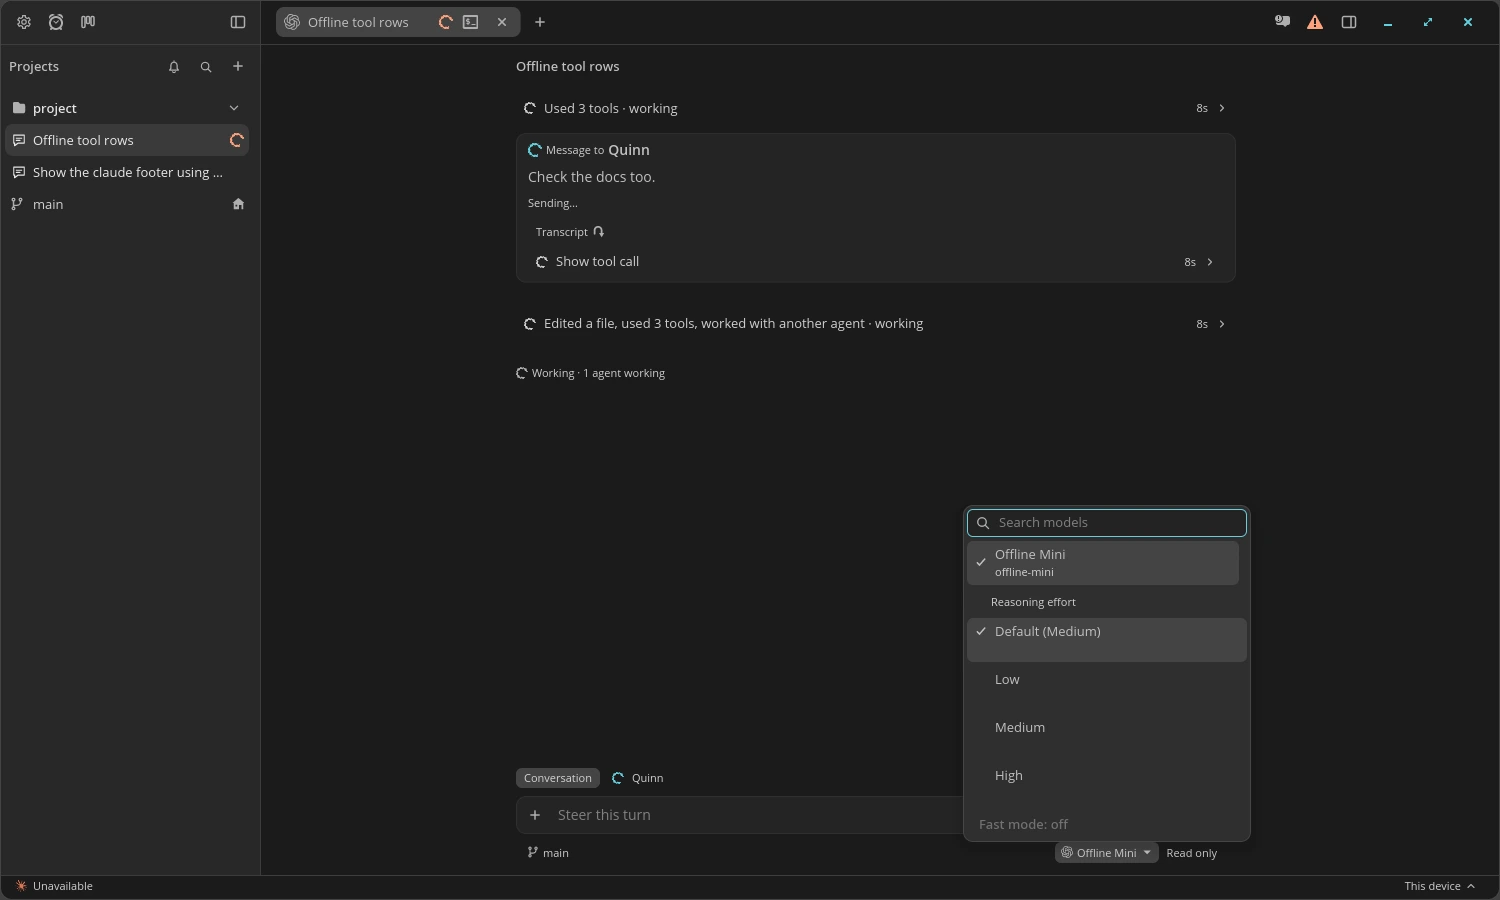 Offline tool rows
Projects
project
Offline tool rows
Show the claude footer using ...
main
Offline tool rows
Used 3 tools · working
8s
Message to Quinn
Check the docs too.
Sending...
Transcript
Show tool call
8s
Edited a file, used 3 tools, worked with another agent · working
8s
Working · 1 agent working
Search models
Offline Mini
offline-mini
Reasoning effort
Default (Medium)
Low
Medium
High
Fast mode: off
Conversation
Quinn
Steer this turn
main
Offline Mini
Read only
Unavailable
This device